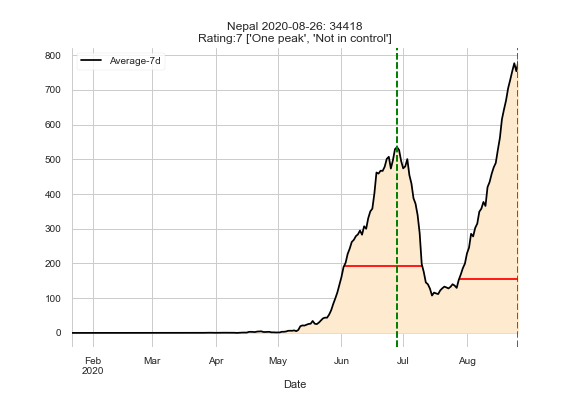 Nepal 2020-08-26: 34418
Rating:7 ['One peak', 'Not in control']
Average-7d
800
700
600
500
400
300
200
100
0
Feb
2020
Mar
Apr
May
Jun
Jul
Aug
Date